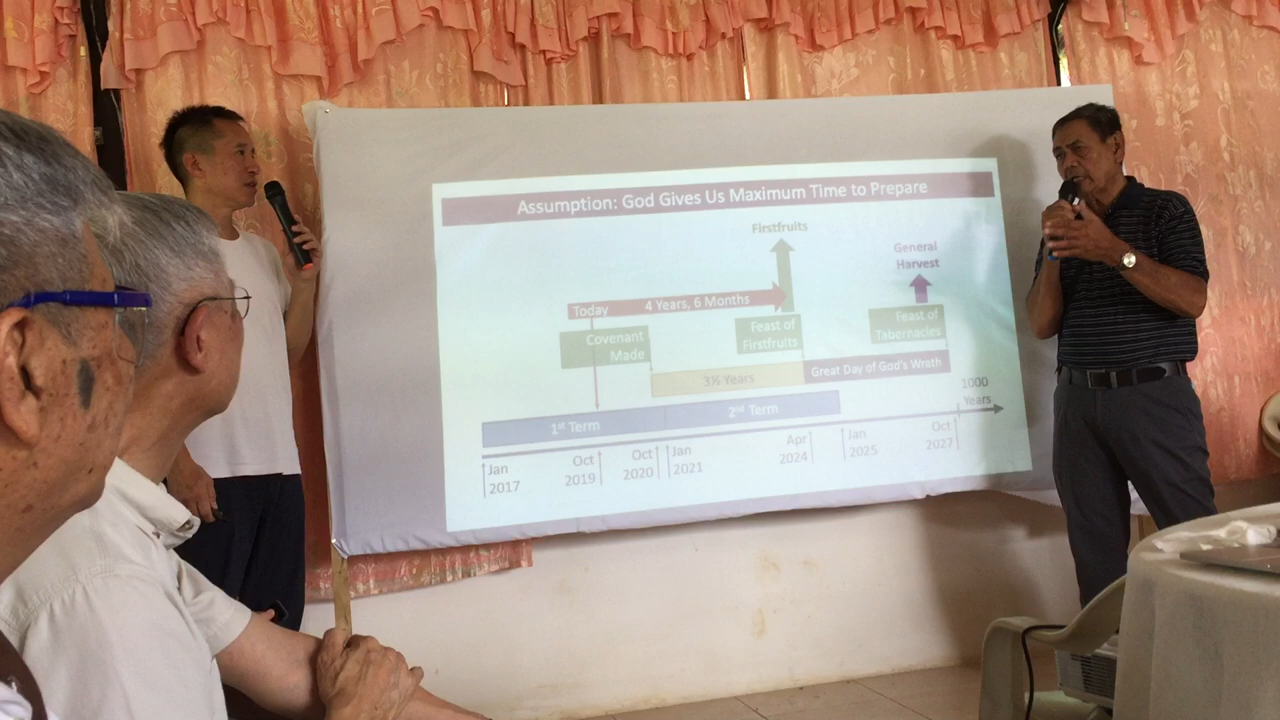 Assumption: God Gives Us Maximum Time to Prepare
Firstfruits
General
Harvest
Today
4 Years, 6 Months
Covenant
Made
Feast of
Firstfruits
Feast of
Tabernacles
3½ Years
Great Day of God's Wrath
1st Term
2nd Term
1000
Years
Jan
2017
Oct
2019
Oct
2020
Jan
2021
Apr
2024
Jan
2025
Oct
2027